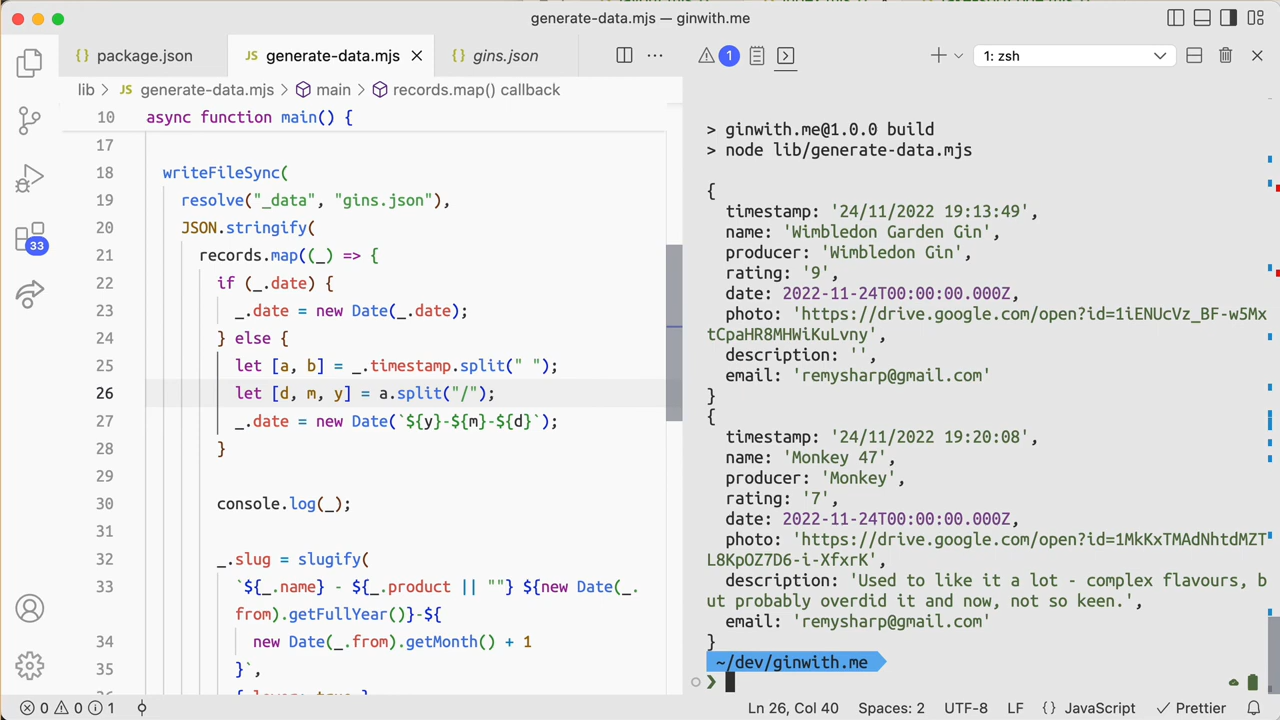 generate-data.mjs — ginwith.me
{} package.json
JS generate-data.mjs
{} gins.json
1
1: zsh
lib > JS generate-data.mjs > main > records.map() callback
10 async function main() {
17
18 writeFileSync(
19 resolve("_data", "gins.json"),
20 JSON.stringify(
21 records.map((_) => {
22 if (_.date) {
23 _.date = new Date(_.date);
24 } else {
25 let [a, b] = _.timestamp.split(" ");
26 let [d, m, y] = a.split("/");
27 _.date = new Date(`${y}-${m}-${d}`);
28 }
29
30 console.log(_);
31
32 _.slug = slugify(
33 `${_.name} - ${_.product || ""} ${new Date(_.
from).getFullYear()}-${
34 new Date(_.from).getMonth() + 1
35 }`,
33
> ginwith.me@1.0.0 build
> node lib/generate-data.mjs
{
timestamp: '24/11/2022 19:13:49',
name: 'Wimbledon Garden Gin',
producer: 'Wimbledon Gin',
rating: '9',
date: 2022-11-24T00:00:00.000Z,
photo: 'https://drive.google.com/open?id=1iENUcVz_BF-w5Mx
tCpaHR8MHWiKuLvny',
description: '',
email: 'remysharp@gmail.com'
}
{
timestamp: '24/11/2022 19:20:08',
name: 'Monkey 47',
producer: 'Monkey',
rating: '7',
date: 2022-11-24T00:00:00.000Z,
photo: 'https://drive.google.com/open?id=1MkKxTMAdNhtdMZT
L8KpOZ7D6-i-XfxrK',
description: 'Used to like it a lot - complex flavours, b
ut probably overdid it and now, not so keen.',
email: 'remysharp@gmail.com'
}
~/dev/ginwith.me
❯
0 0 1
Ln 26, Col 40 Spaces: 2 UTF-8 LF {} JavaScript ✓ Prettier